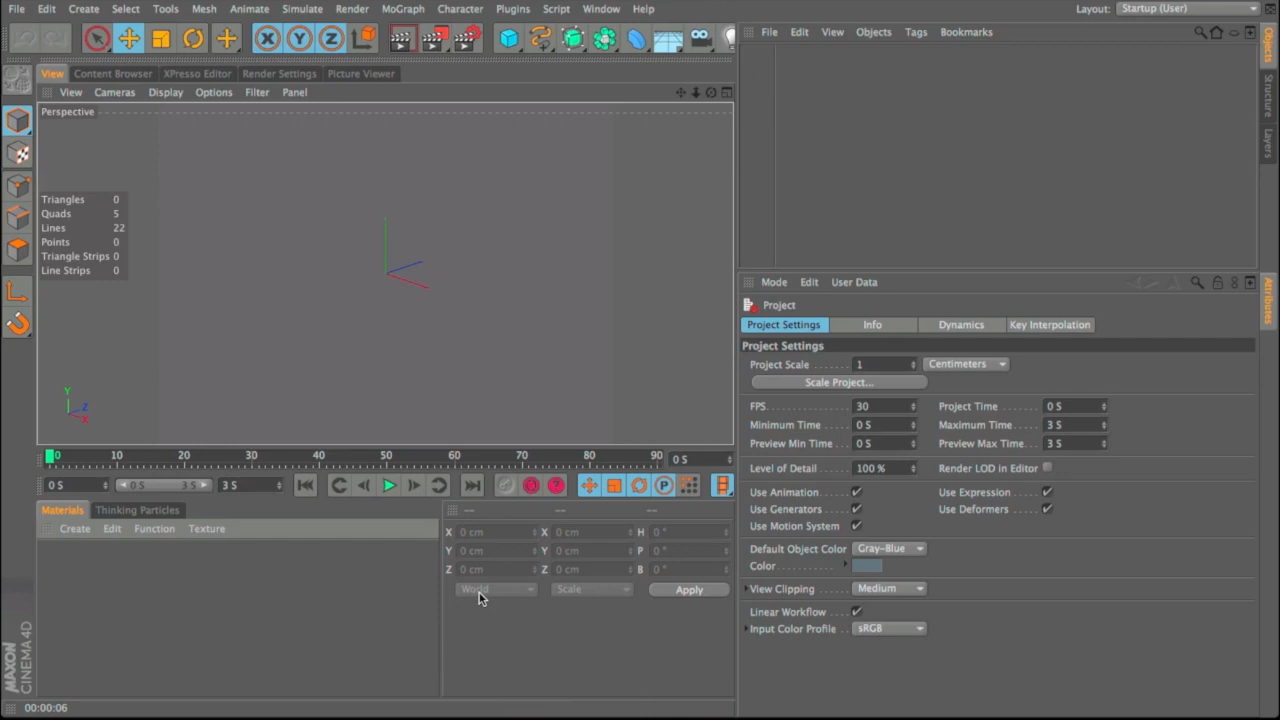 File Edit Create Select Tools Mesh Animate Simulate Render MoGraph Character Plugins Script Window Help Layout: Startup (User)
X Y Z
File Edit View Objects Tags Bookmarks
Objects
Structure
Layers
View Content Browser XPresso Editor Render Settings Picture Viewer
View Cameras Display Options Filter Panel
Perspective
Triangles 0
Quads 5
Lines 22
Points 0
Triangle Strips 0
Line Strips 0
Y
Z
X
Mode Edit User Data
Attributes
Project
Project Settings Info Dynamics Key Interpolation
Project Settings
Project Scale 1 Centimeters
Scale Project...
FPS 30 Project Time 0 S
Minimum Time 0 S Maximum Time 3 S
Preview Min Time 0 S Preview Max Time 3 S
Level of Detail 100 % Render LOD in Editor
Use Animation Use Expression
Use Generators Use Deformers
Use Motion System
Default Object Color Gray-Blue
Color
View Clipping Medium
Linear Workflow
Input Color Profile sRGB
0 10 20 30 40 50 60 70 80 90 0 S
0 S 0 S 3 S 3 S ? P
Materials Thinking Particles
Create Edit Function Texture
-- -- --
X 0 cm X 0 cm H 0 °
Y 0 cm Y 0 cm P 0 °
Z 0 cm Z 0 cm B 0 °
World Scale Apply
MAXON
CINEMA 4D
00:00:06